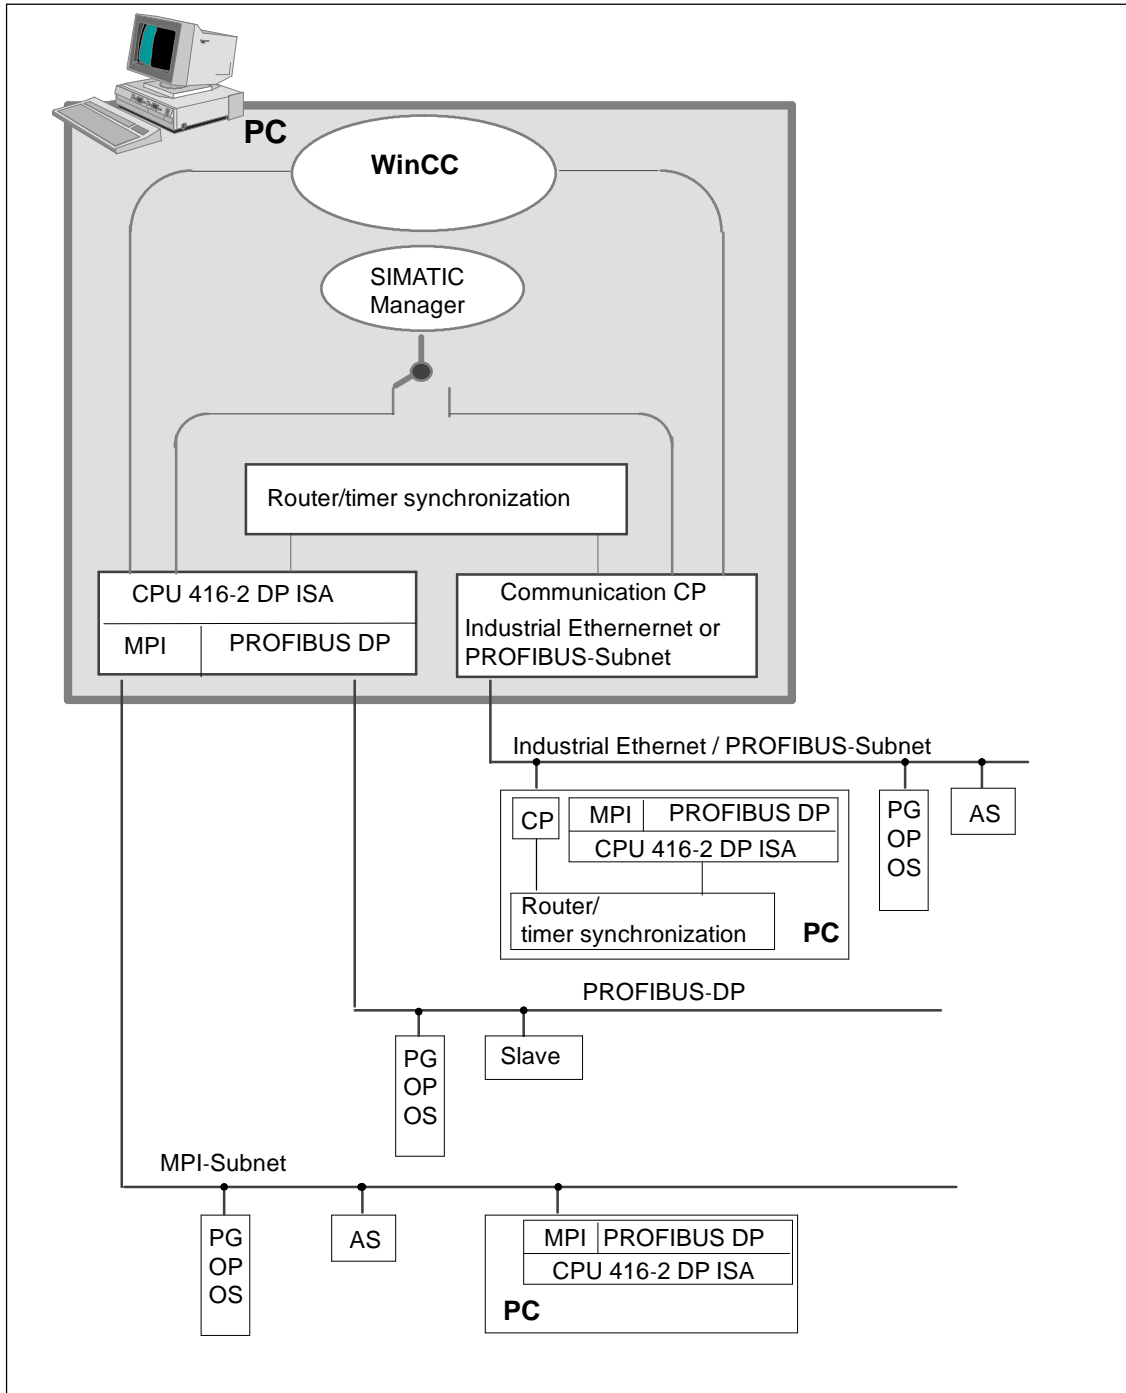 PC
WinCC
SIMATIC
Manager
Router/timer synchronization
CPU 416-2 DP ISA
MPI
PROFIBUS DP
Communication CP
Industrial Ethernernet or
PROFIBUS-Subnet
Industrial Ethernet / PROFIBUS-Subnet
CP
MPI
PROFIBUS DP
CPU 416-2 DP ISA
Router/
timer synchronization
PC
PG
OP
OS
AS
PROFIBUS-DP
PG
OP
OS
Slave
MPI-Subnet
PG
OP
OS
AS
MPI
PROFIBUS DP
CPU 416-2 DP ISA
PC